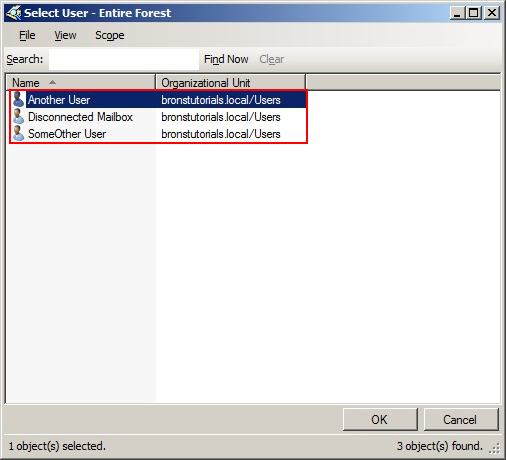 Select User - Entire Forest
File View Scope
Search: Find Now Clear
Name Organizational Unit
Another User bronstutorials.local/Users
Disconnected Mailbox bronstutorials.local/Users
SomeOther User bronstutorials.local/Users
OK Cancel
1 object(s) selected. 3 object(s) found.